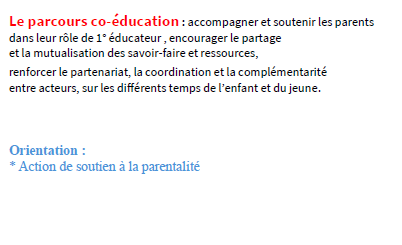 Le parcours co-éducation : accompagner et soutenir les parents
dans leur rôle de 1° éducateur , encourager le partage
et la mutualisation des savoir-faire et ressources,
renforcer le partenariat, la coordination et la complémentarité
entre acteurs, sur les différents temps de l'enfant et du jeune.
Orientation :
* Action de soutien à la parentalité